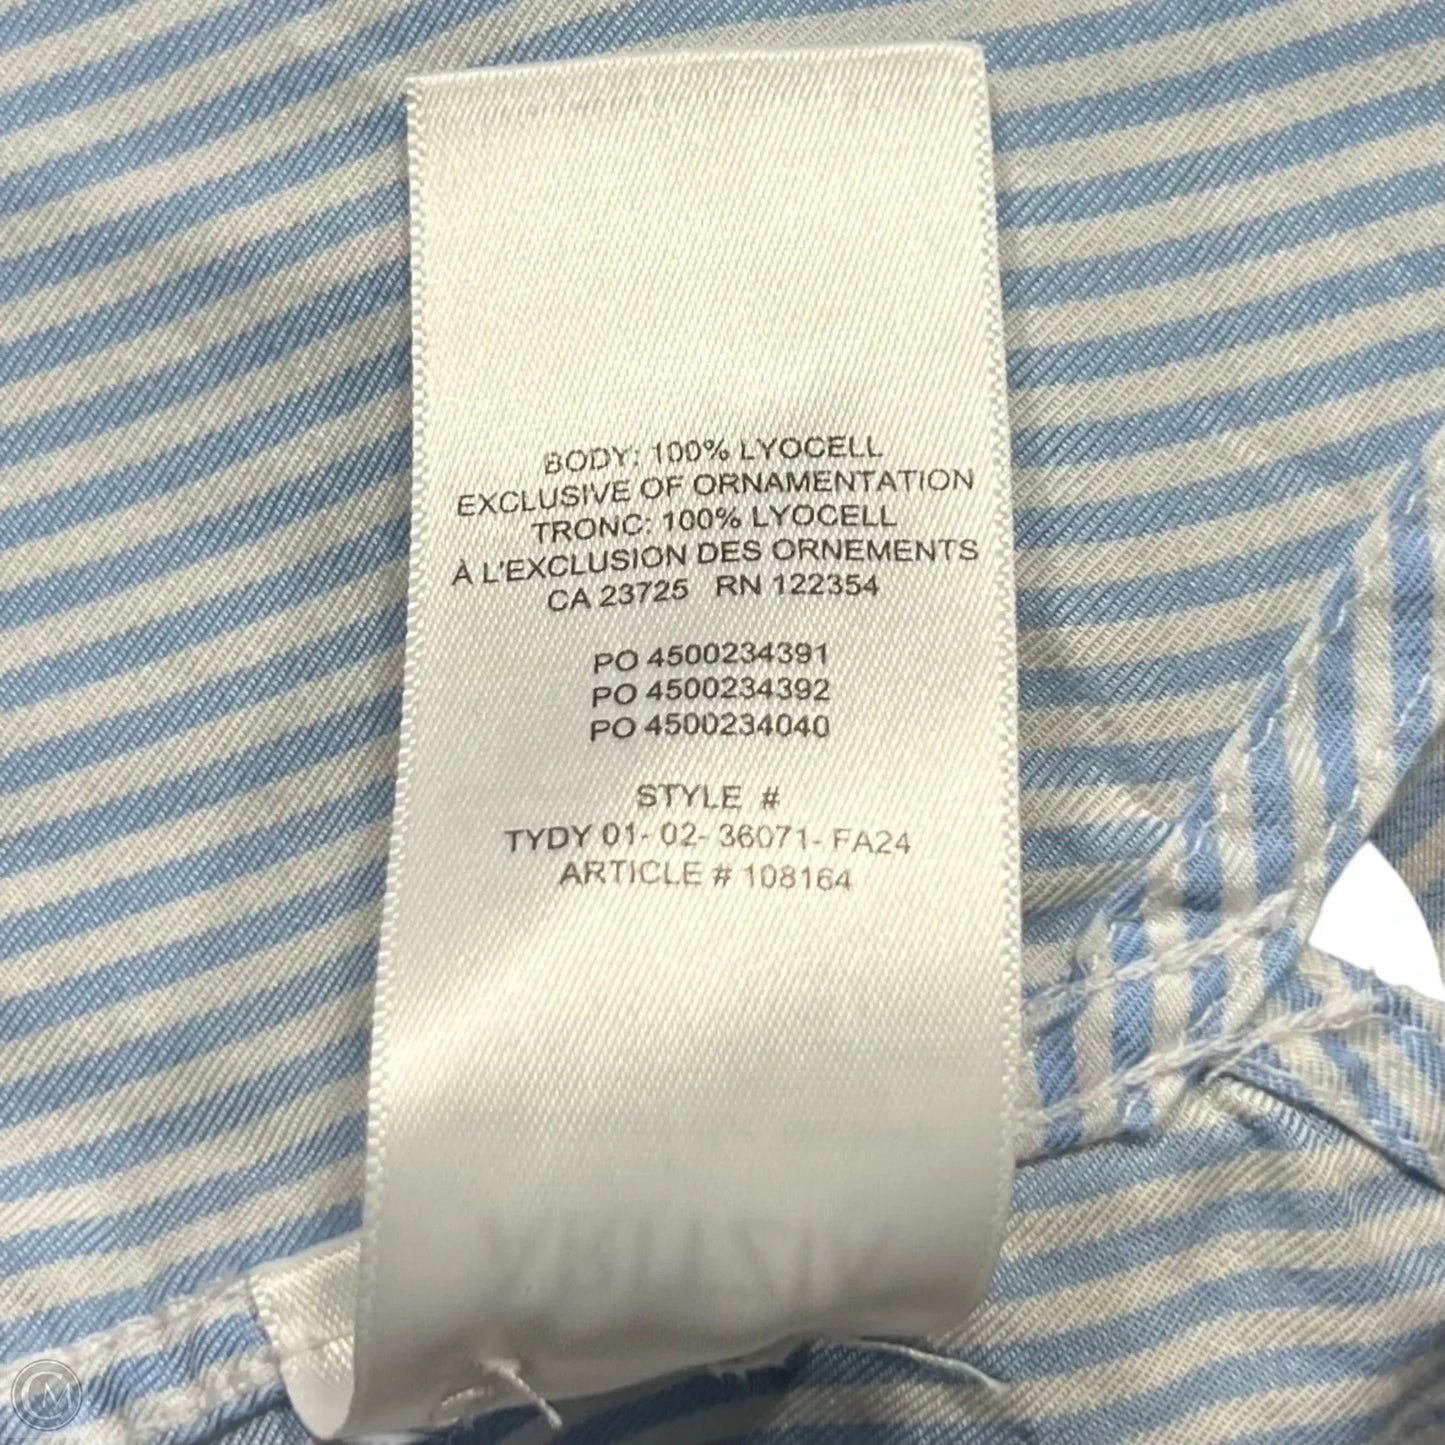 BODY: 100% LYOCELL
EXCLUSIVE OF ORNAMENTATION
TRONC: 100% LYOCELL
À L'EXCLUSION DES ORNEMENTS
CA 23725 RN 122354
PO 4500234391
PO 4500234392
PO 4500234040
STYLE #
TYDY 01- 02- 36071- FA24
ARTICLE # 108164